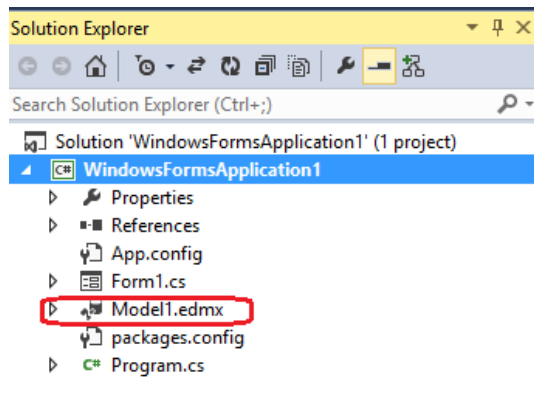 Solution Explorer
Search Solution Explorer (Ctrl+;)
Solution 'WindowsFormsApplication1' (1 project)
C# WindowsFormsApplication1
Properties
References
App.config
Form1.cs
Model1.edmx
packages.config
C# Program.cs